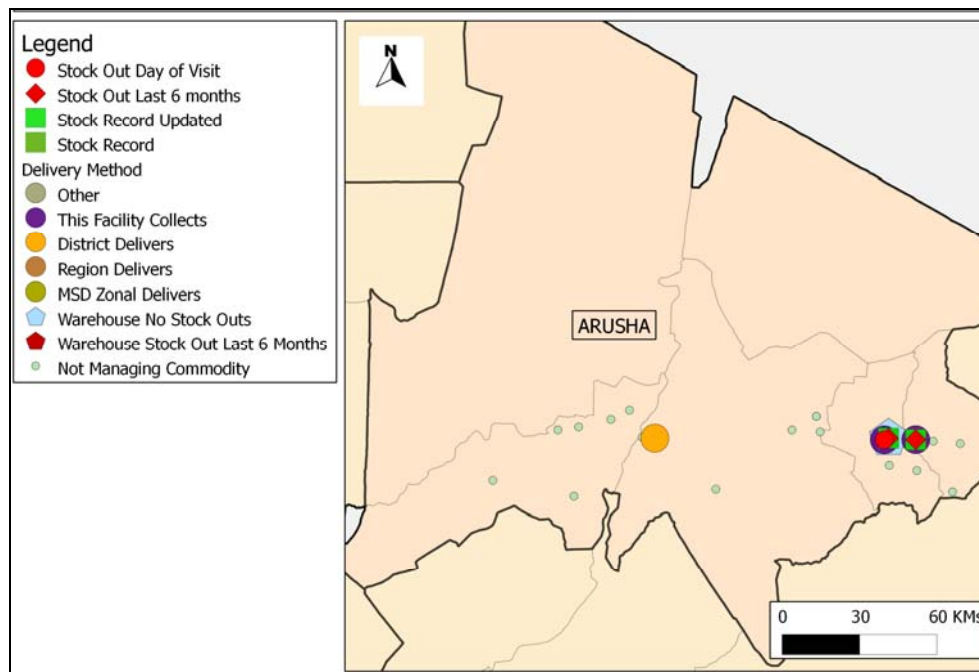 Legend
Stock Out Day of Visit
Stock Out Last 6 months
Stock Record Updated
Stock Record
Delivery Method
Other
This Facility Collects
District Delivers
Region Delivers
MSD Zonal Delivers
Warehouse No Stock Outs
Warehouse Stock Out Last 6 Months
Not Managing Commodity
N
ARUSHA
0 30 60 KMs